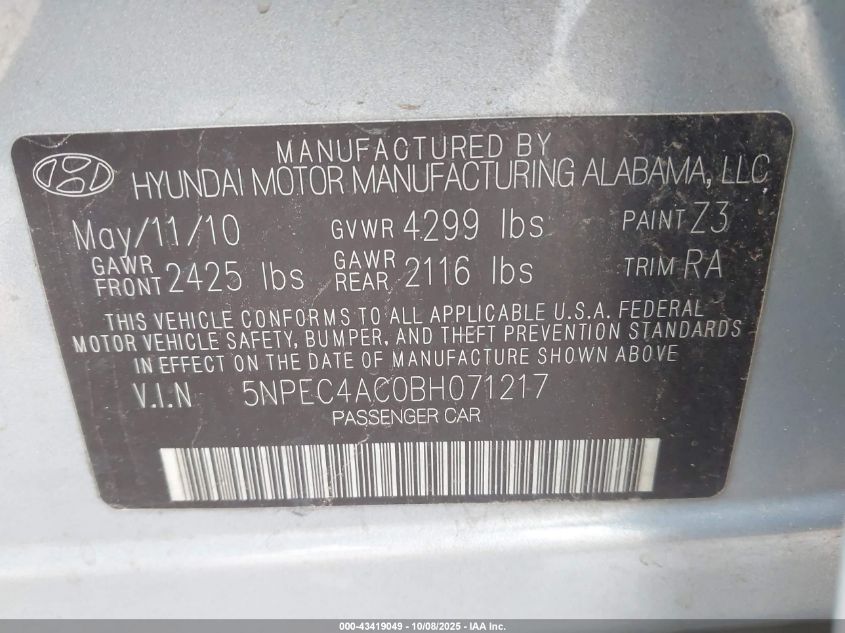 MANUFACTURED BY
HYUNDAI MOTOR MANUFACTURING ALABAMA, LLC
May/11/10 GVWR 4299 lbs PAINT Z3
GAWR FRONT 2425 lbs GAWR REAR 2116 lbs TRIM RA
THIS VEHICLE CONFORMS TO ALL APPLICABLE U.S.A. FEDERAL
MOTOR VEHICLE SAFETY, BUMPER, AND THEFT PREVENTION STANDARDS
IN EFFECT ON THE DATE OF MANUFACTURE SHOWN ABOVE
V.I.N 5NPEC4AC0BH071217
PASSENGER CAR
000-43419049 - 10/08/2025 - IAA Inc.